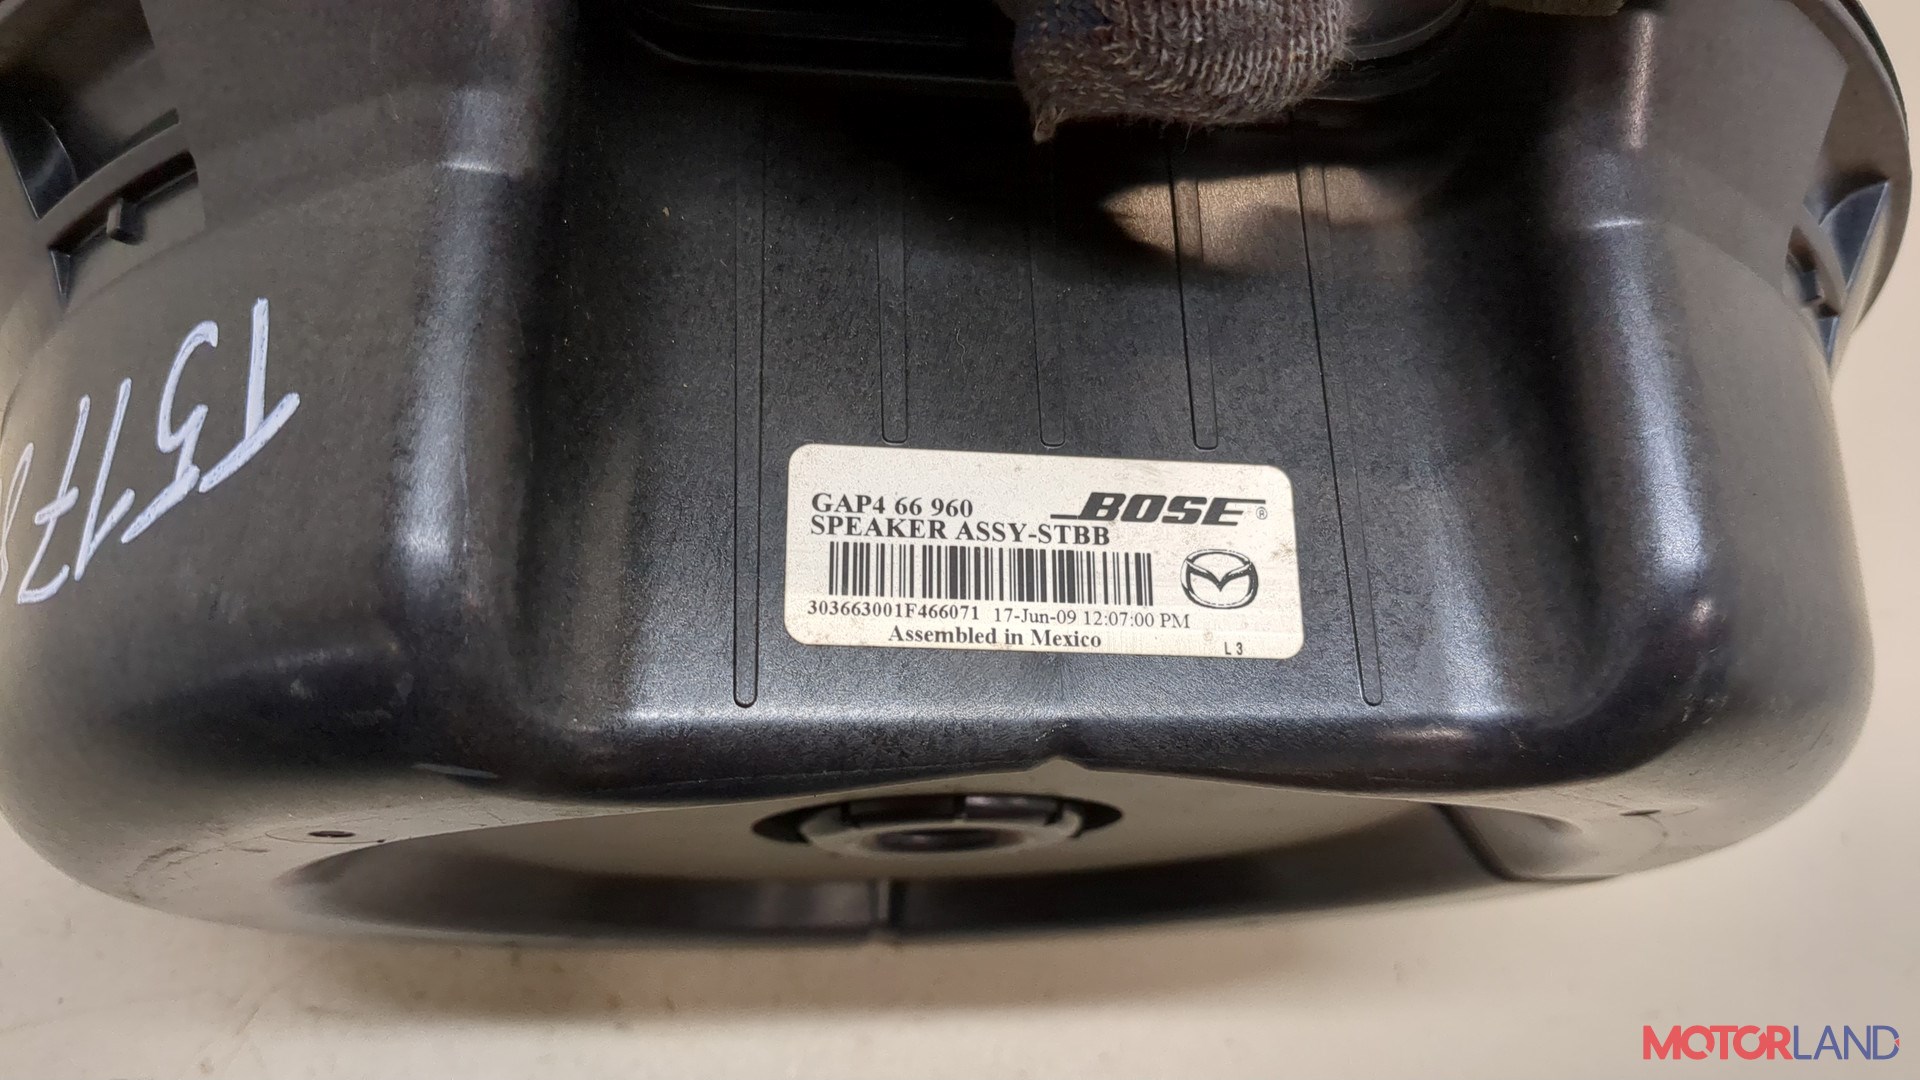 GAP4 66 960 BOSE®
SPEAKER ASSY-STBB
303663001F466071 17-Jun-09 12:07:00 PM
Assembled in Mexico
L3
T517
MOTORLAND